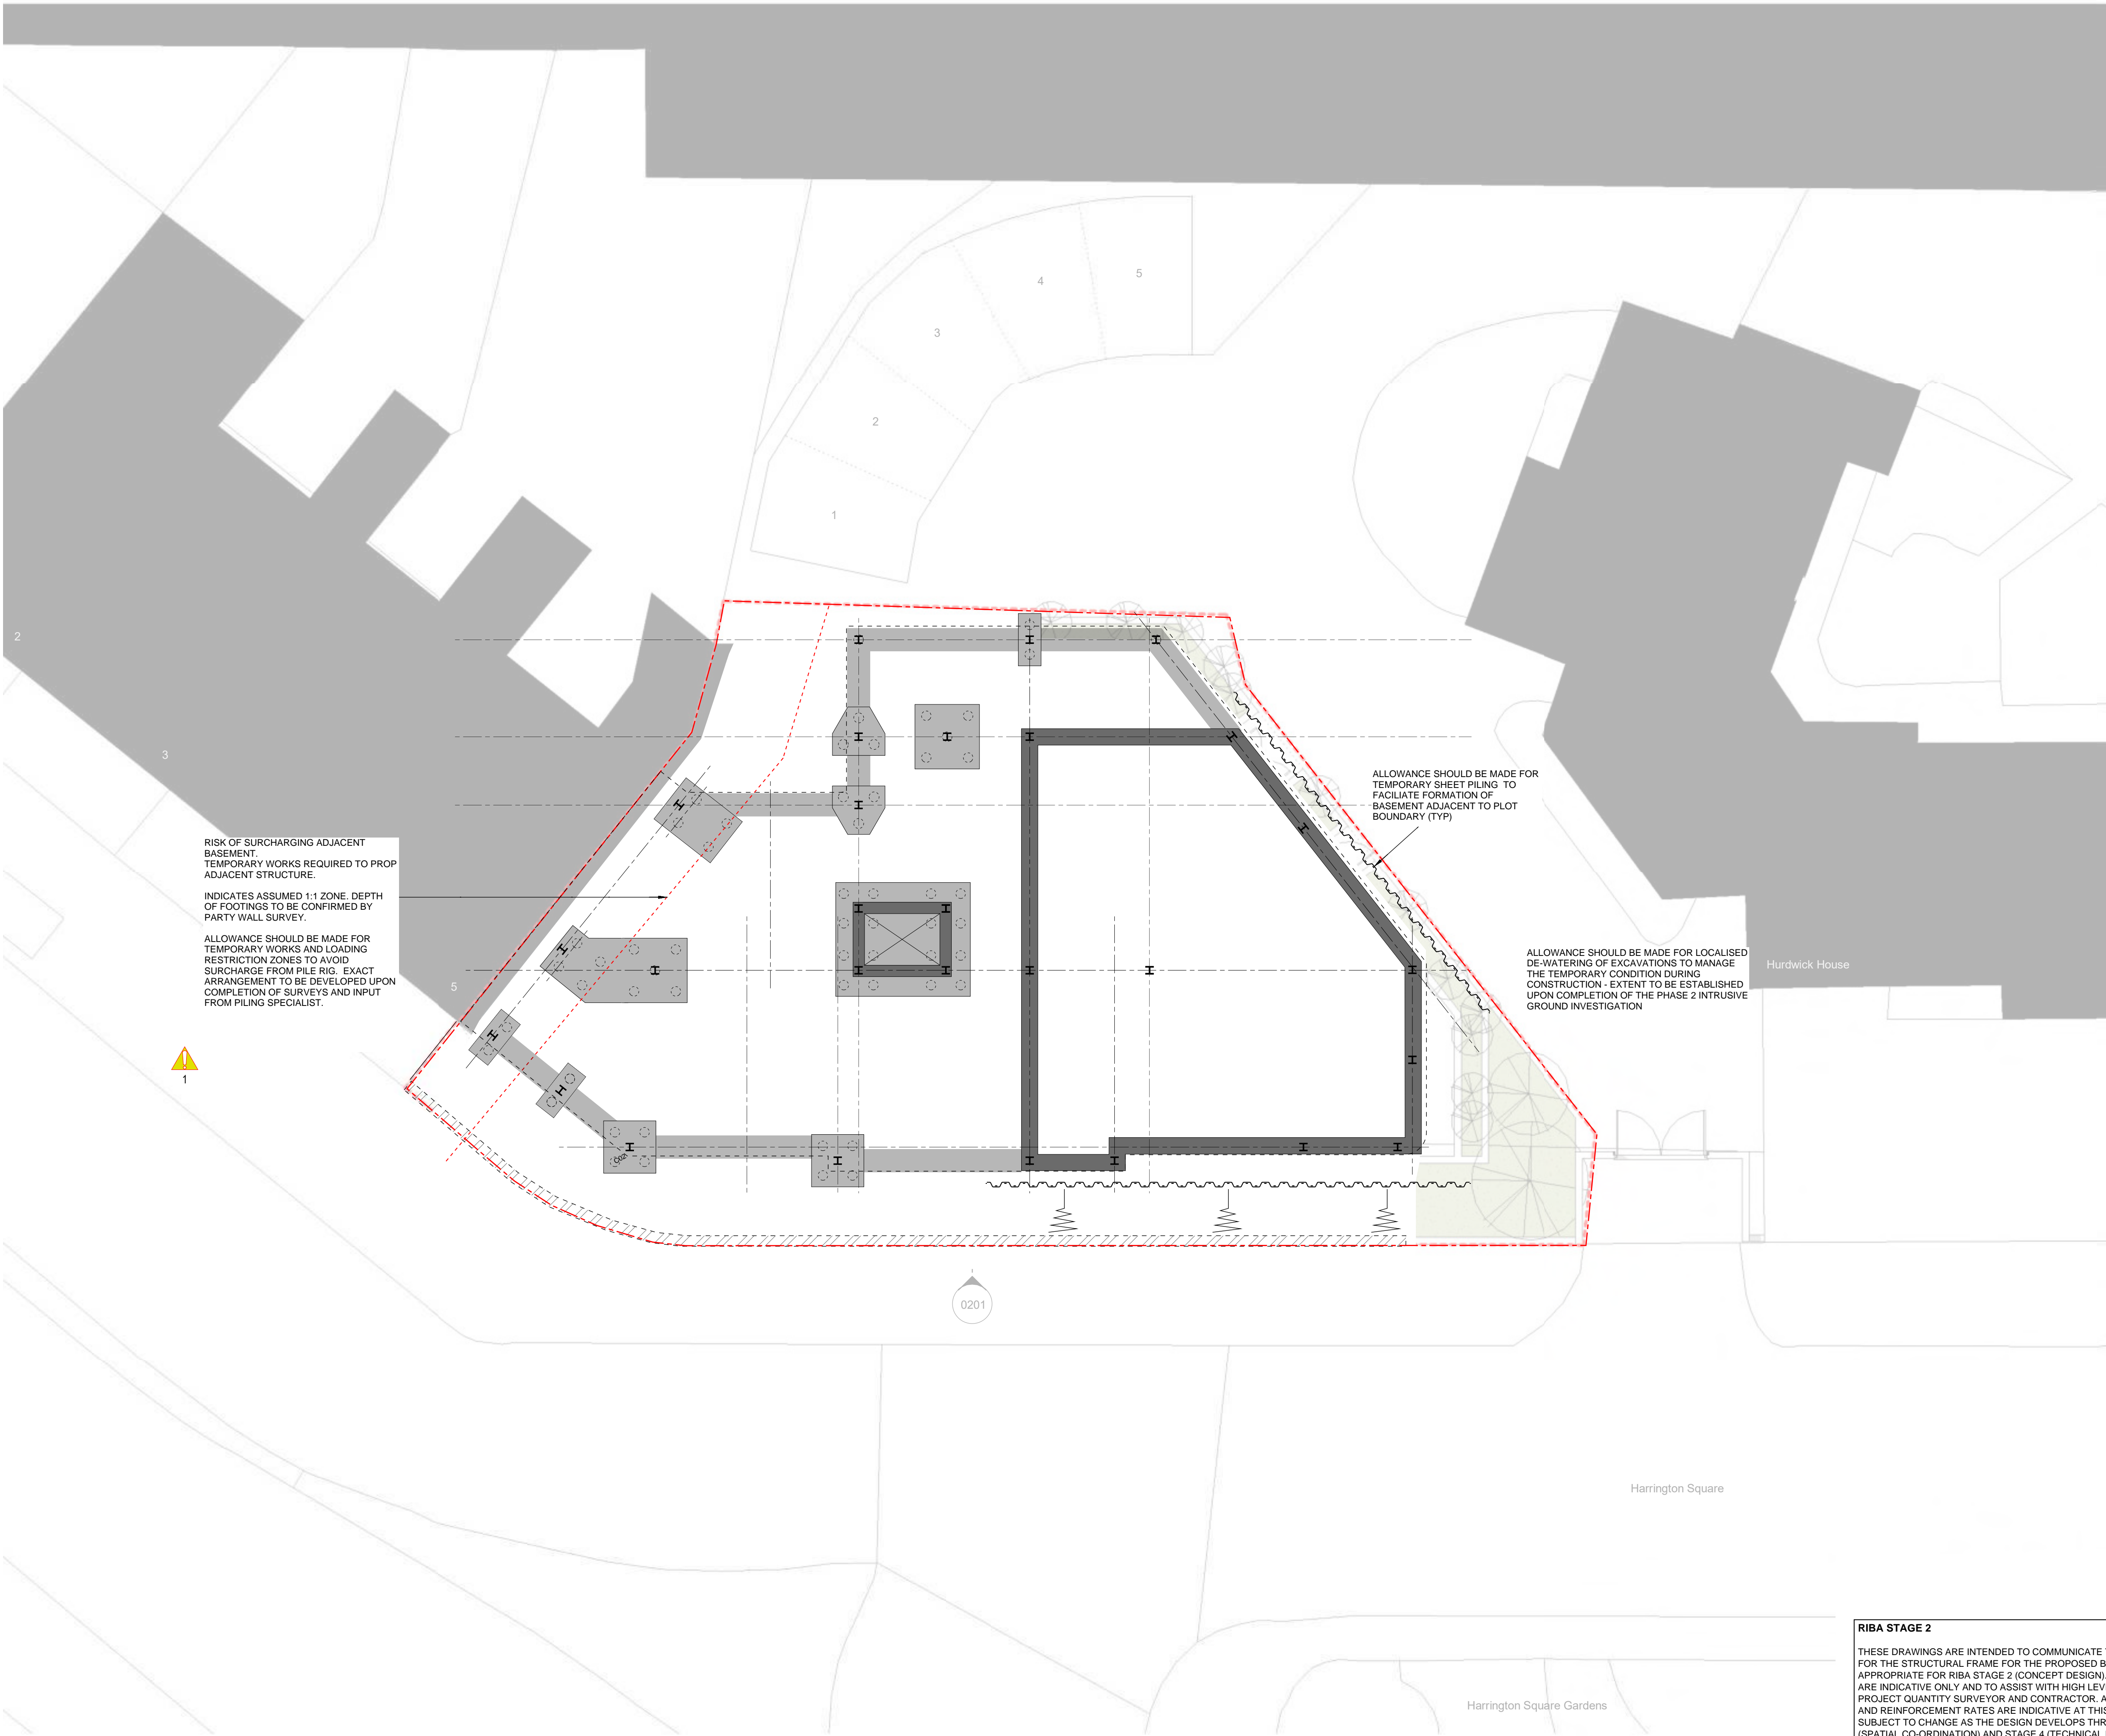 4
5
3
2
1
2
3
5
RISK OF SURCHARGING ADJACENT
BASEMENT.
TEMPORARY WORKS REQUIRED TO PROP
ADJACENT STRUCTURE.
INDICATES ASSUMED 1:1 ZONE. DEPTH
OF FOOTINGS TO BE CONFIRMED BY
PARTY WALL SURVEY.
ALLOWANCE SHOULD BE MADE FOR
TEMPORARY WORKS AND LOADING
RESTRICTION ZONES TO AVOID
SURCHARGE FROM PILE RIG. EXACT
ARRANGEMENT TO BE DEVELOPED UPON
COMPLETION OF SURVEYS AND INPUT
FROM PILING SPECIALIST.
!
1
ALLOWANCE SHOULD BE MADE FOR
TEMPORARY SHEET PILING TO
FACILIATE FORMATION OF
BASEMENT ADJACENT TO PLOT
BOUNDARY (TYP)
ALLOWANCE SHOULD BE MADE FOR LOCALISED
DE-WATERING OF EXCAVATIONS TO MANAGE
THE TEMPORARY CONDITION DURING
CONSTRUCTION - EXTENT TO BE ESTABLISHED
UPON COMPLETION OF THE PHASE 2 INTRUSIVE
GROUND INVESTIGATION
Hurdwick House
0201
Harrington Square
Harrington Square Gardens
RIBA STAGE 2
THESE DRAWINGS ARE INTENDED TO COMMUNICATE
FOR THE STRUCTURAL FRAME FOR THE PROPOSED
APPROPRIATE FOR RIBA STAGE 2 (CONCEPT DESIGN).
ARE INDICATIVE ONLY AND TO ASSIST WITH HIGH
PROJECT QUANTITY SURVEYOR AND CONTRACTOR.
AND REINFORCEMENT RATES ARE INDICATIVE AT
SUBJECT TO CHANGE AS THE DESIGN DEVELOPS
(SPATIAL CO-ORDINATION) AND STAGE 4 (TECHNICAL